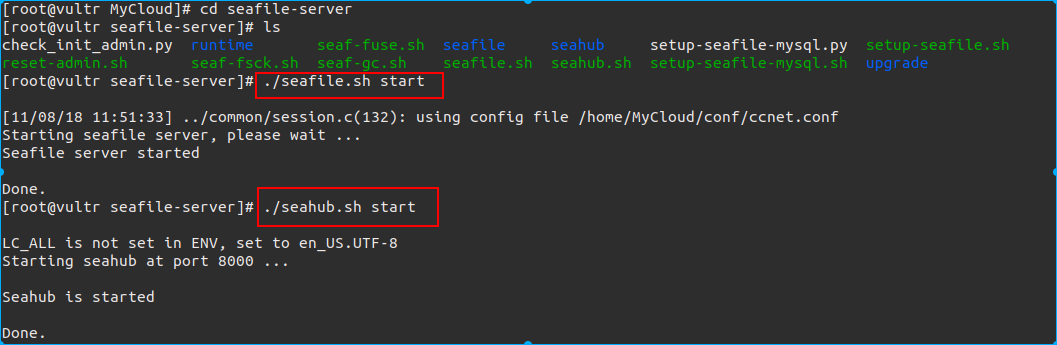 [root@vultr MyCloud]# cd seafile-server
[root@vultr seafile-server]# ls
check_init_admin.py  runtime       seaf-fuse.sh  seafile     seahub     setup-seafile-mysql.py  setup-seafile.sh
reset-admin.sh       seaf-fsck.sh  seaf-gc.sh    seafile.sh  seahub.sh  setup-seafile-mysql.sh  upgrade
[root@vultr seafile-server]# ./seafile.sh start
[11/08/18 11:51:33] ../common/session.c(132): using config file /home/MyCloud/conf/ccnet.conf
Starting seafile server, please wait ...
Seafile server started
Done.
[root@vultr seafile-server]# ./seahub.sh start
LC_ALL is not set in ENV, set to en_US.UTF-8
Starting seahub at port 8000 ...
Seahub is started
Done.